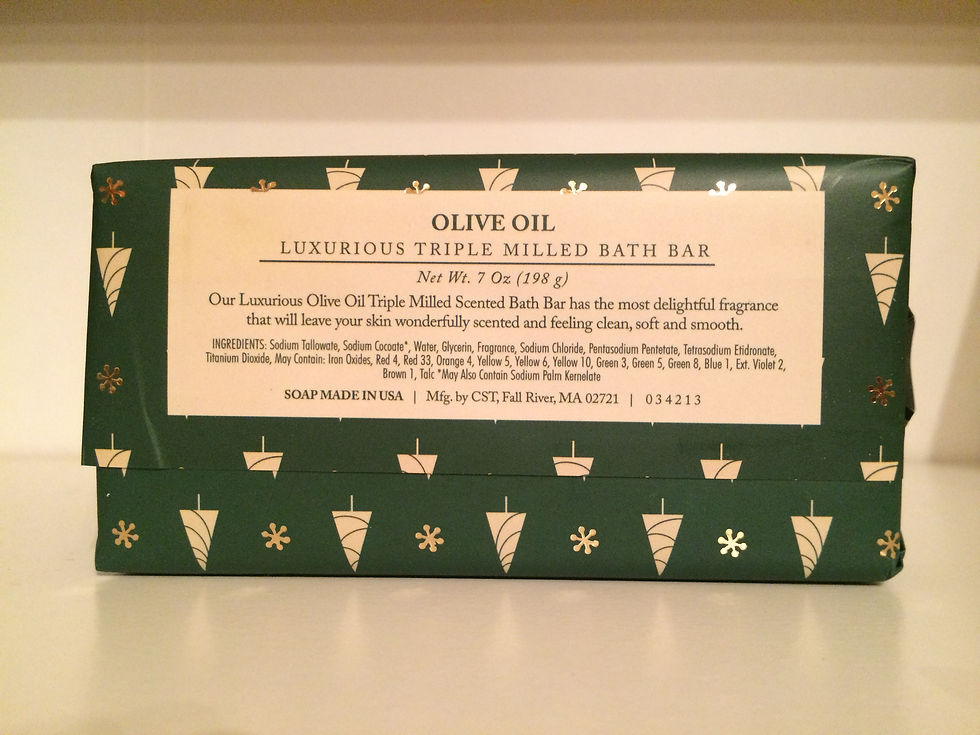 OLIVE OIL
LUXURIOUS TRIPLE MILLED BATH BAR
Net Wt. 7 Oz (198 g)
Our Luxurious Olive Oil Triple Milled Scented Bath Bar has the most delightful fragrance
that will leave your skin wonderfully scented and feeling clean, soft and smooth.
INGREDIENTS: Sodium Tallowate, Sodium Cocoate*, Water, Glycerin, Fragrance, Sodium Chloride, Pentasodium Pentetate, Tetrasodium Etidronate,
Titanium Dioxide, May Contain: Iron Oxides, Red 4, Red 33, Orange 4, Yellow 5, Yellow 6, Yellow 10, Green 3, Green 5, Green 8, Blue 1, Ext. Violet 2,
Brown 1, Talc *May Also Contain Sodium Palm Kernelate
SOAP MADE IN USA | Mfg. by CST, Fall River, MA 02721 | 034213